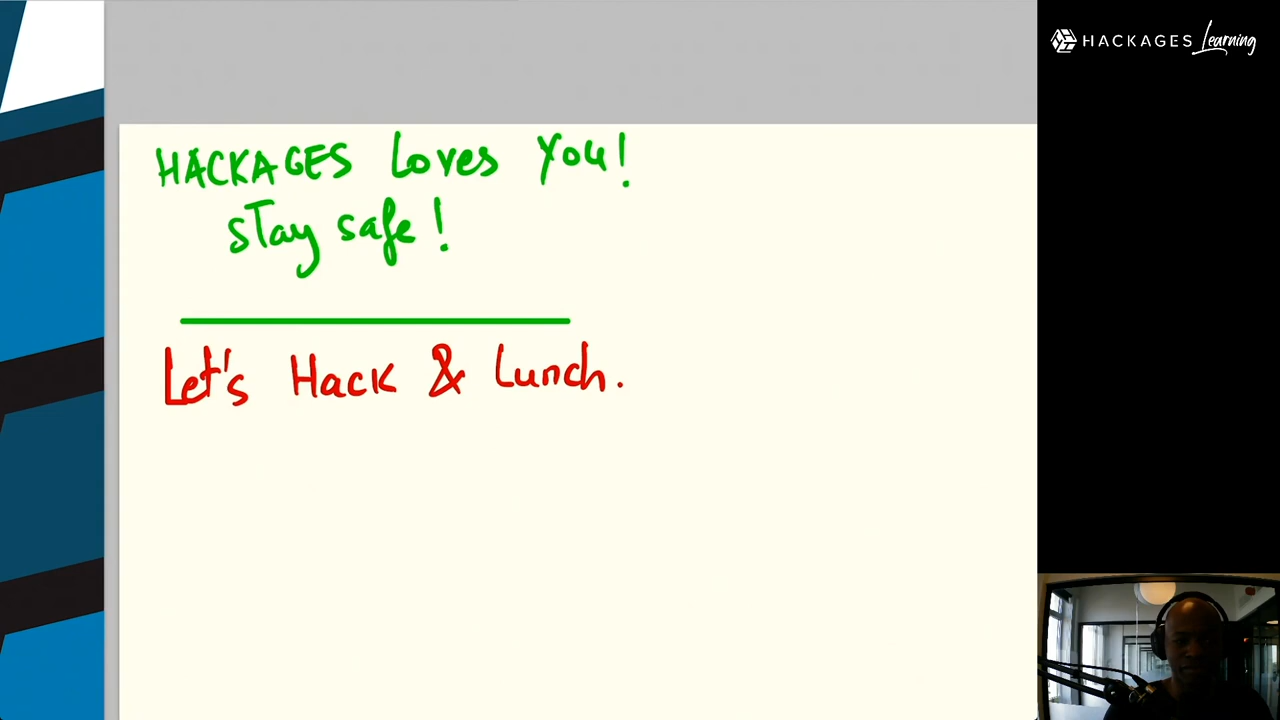 HACKAGES Learning
HACKAGES Loves You!
stay safe!
Let's Hack & Lunch.